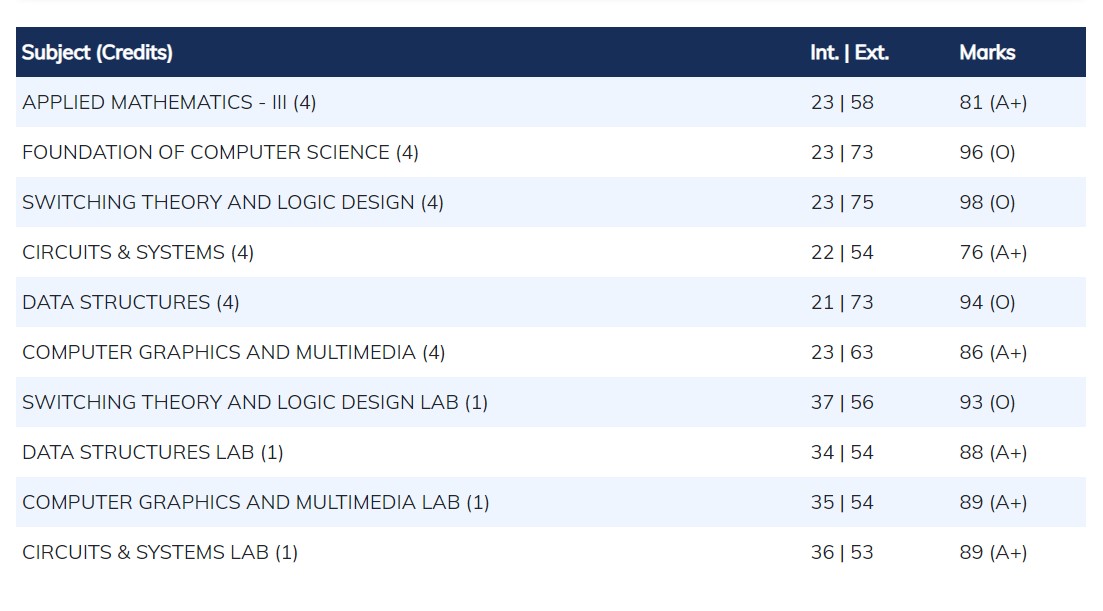 Subject (Credits) Int. | Ext. Marks
APPLIED MATHEMATICS - III (4) 23 | 58 81 (A+)
FOUNDATION OF COMPUTER SCIENCE (4) 23 | 73 96 (O)
SWITCHING THEORY AND LOGIC DESIGN (4) 23 | 75 98 (O)
CIRCUITS & SYSTEMS (4) 22 | 54 76 (A+)
DATA STRUCTURES (4) 21 | 73 94 (O)
COMPUTER GRAPHICS AND MULTIMEDIA (4) 23 | 63 86 (A+)
SWITCHING THEORY AND LOGIC DESIGN LAB (1) 37 | 56 93 (O)
DATA STRUCTURES LAB (1) 34 | 54 88 (A+)
COMPUTER GRAPHICS AND MULTIMEDIA LAB (1) 35 | 54 89 (A+)
CIRCUITS & SYSTEMS LAB (1) 36 | 53 89 (A+)